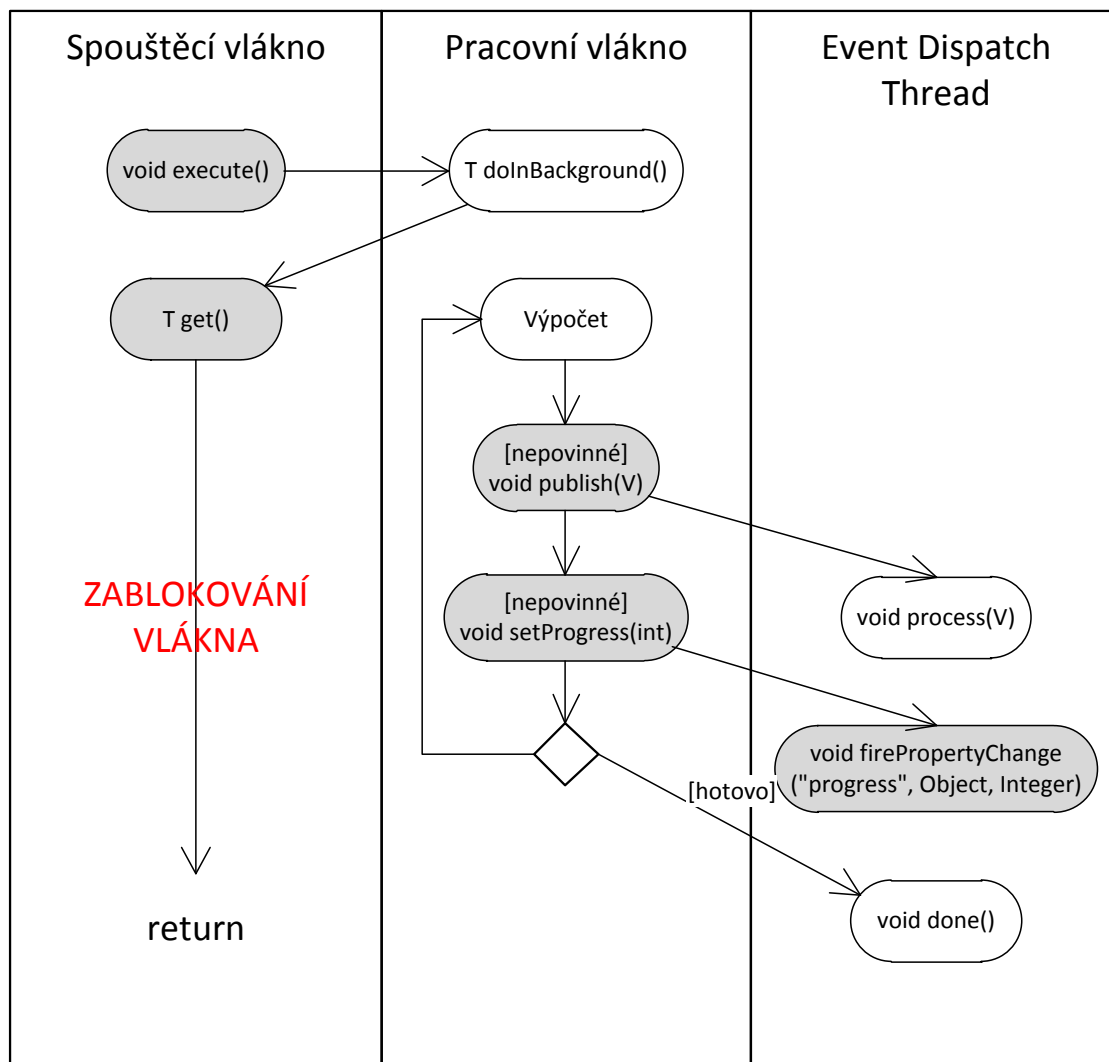 Spouštěcí vlákno
Pracovní vlákno
Event Dispatch
Thread
void execute()
T doInBackground()
T get()
Výpočet
[nepovinné]
void publish(V)
ZABLOKOVÁNÍ
VLÁKNA
[nepovinné]
void setProgress(int)
void process(V)
void firePropertyChange
("progress", Object, Integer)
[hotovo]
return
void done()